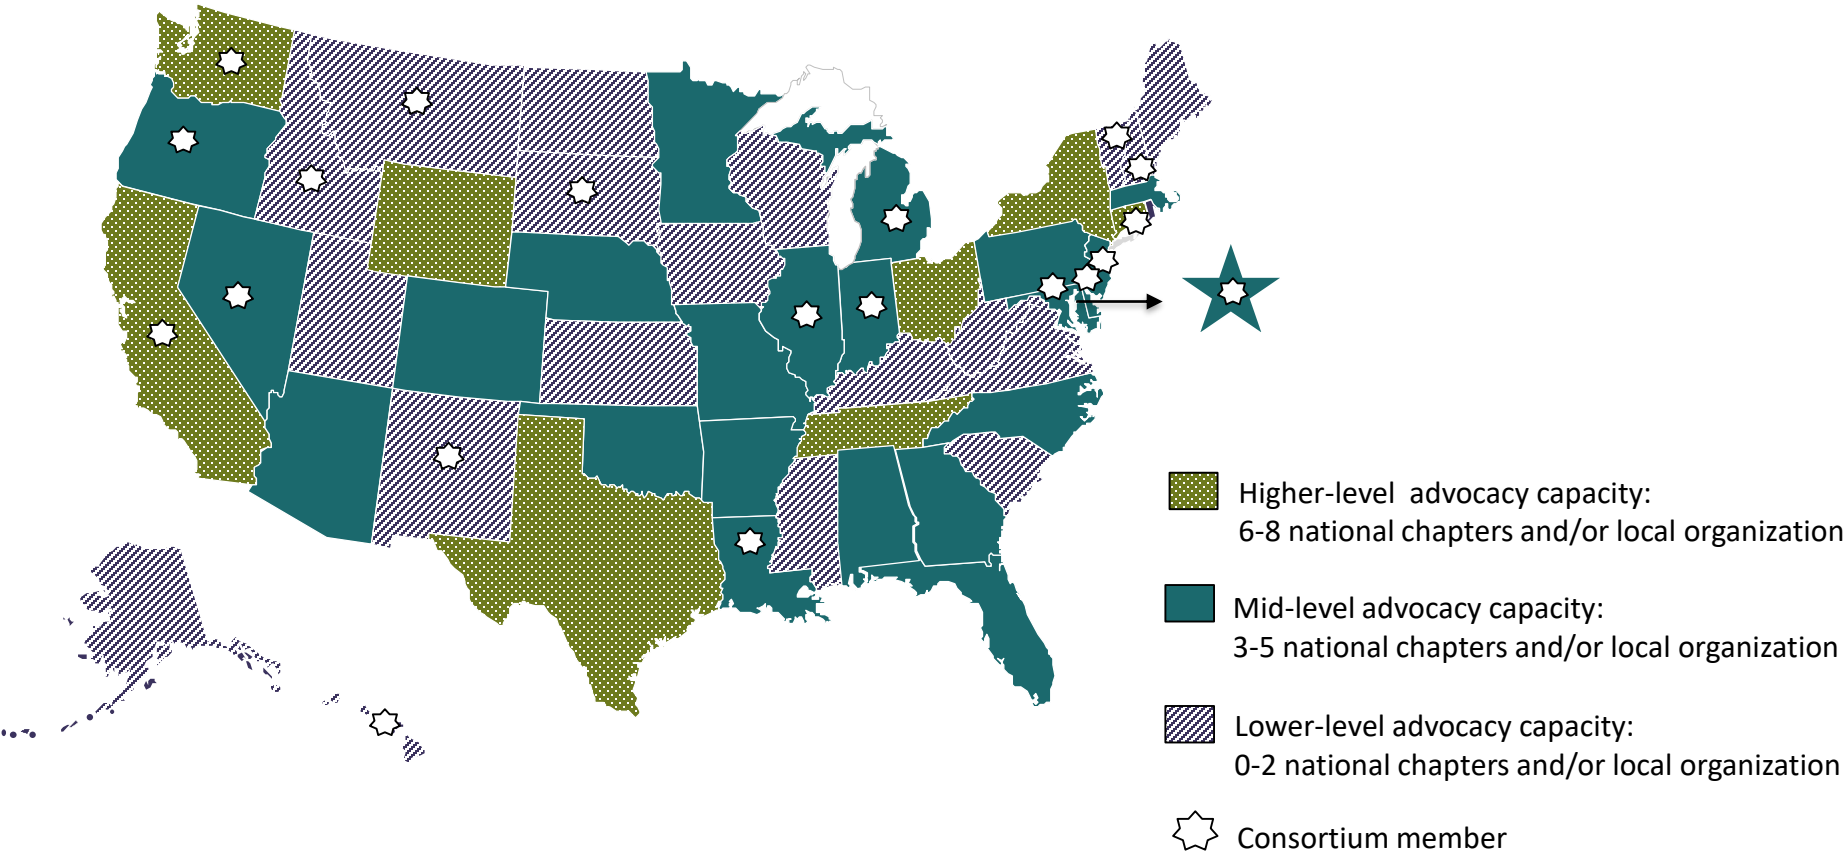 Higher-level advocacy capacity:
6-8 national chapters and/or local organization
Mid-level advocacy capacity:
3-5 national chapters and/or local organization
Lower-level advocacy capacity:
0-2 national chapters and/or local organization
Consortium member